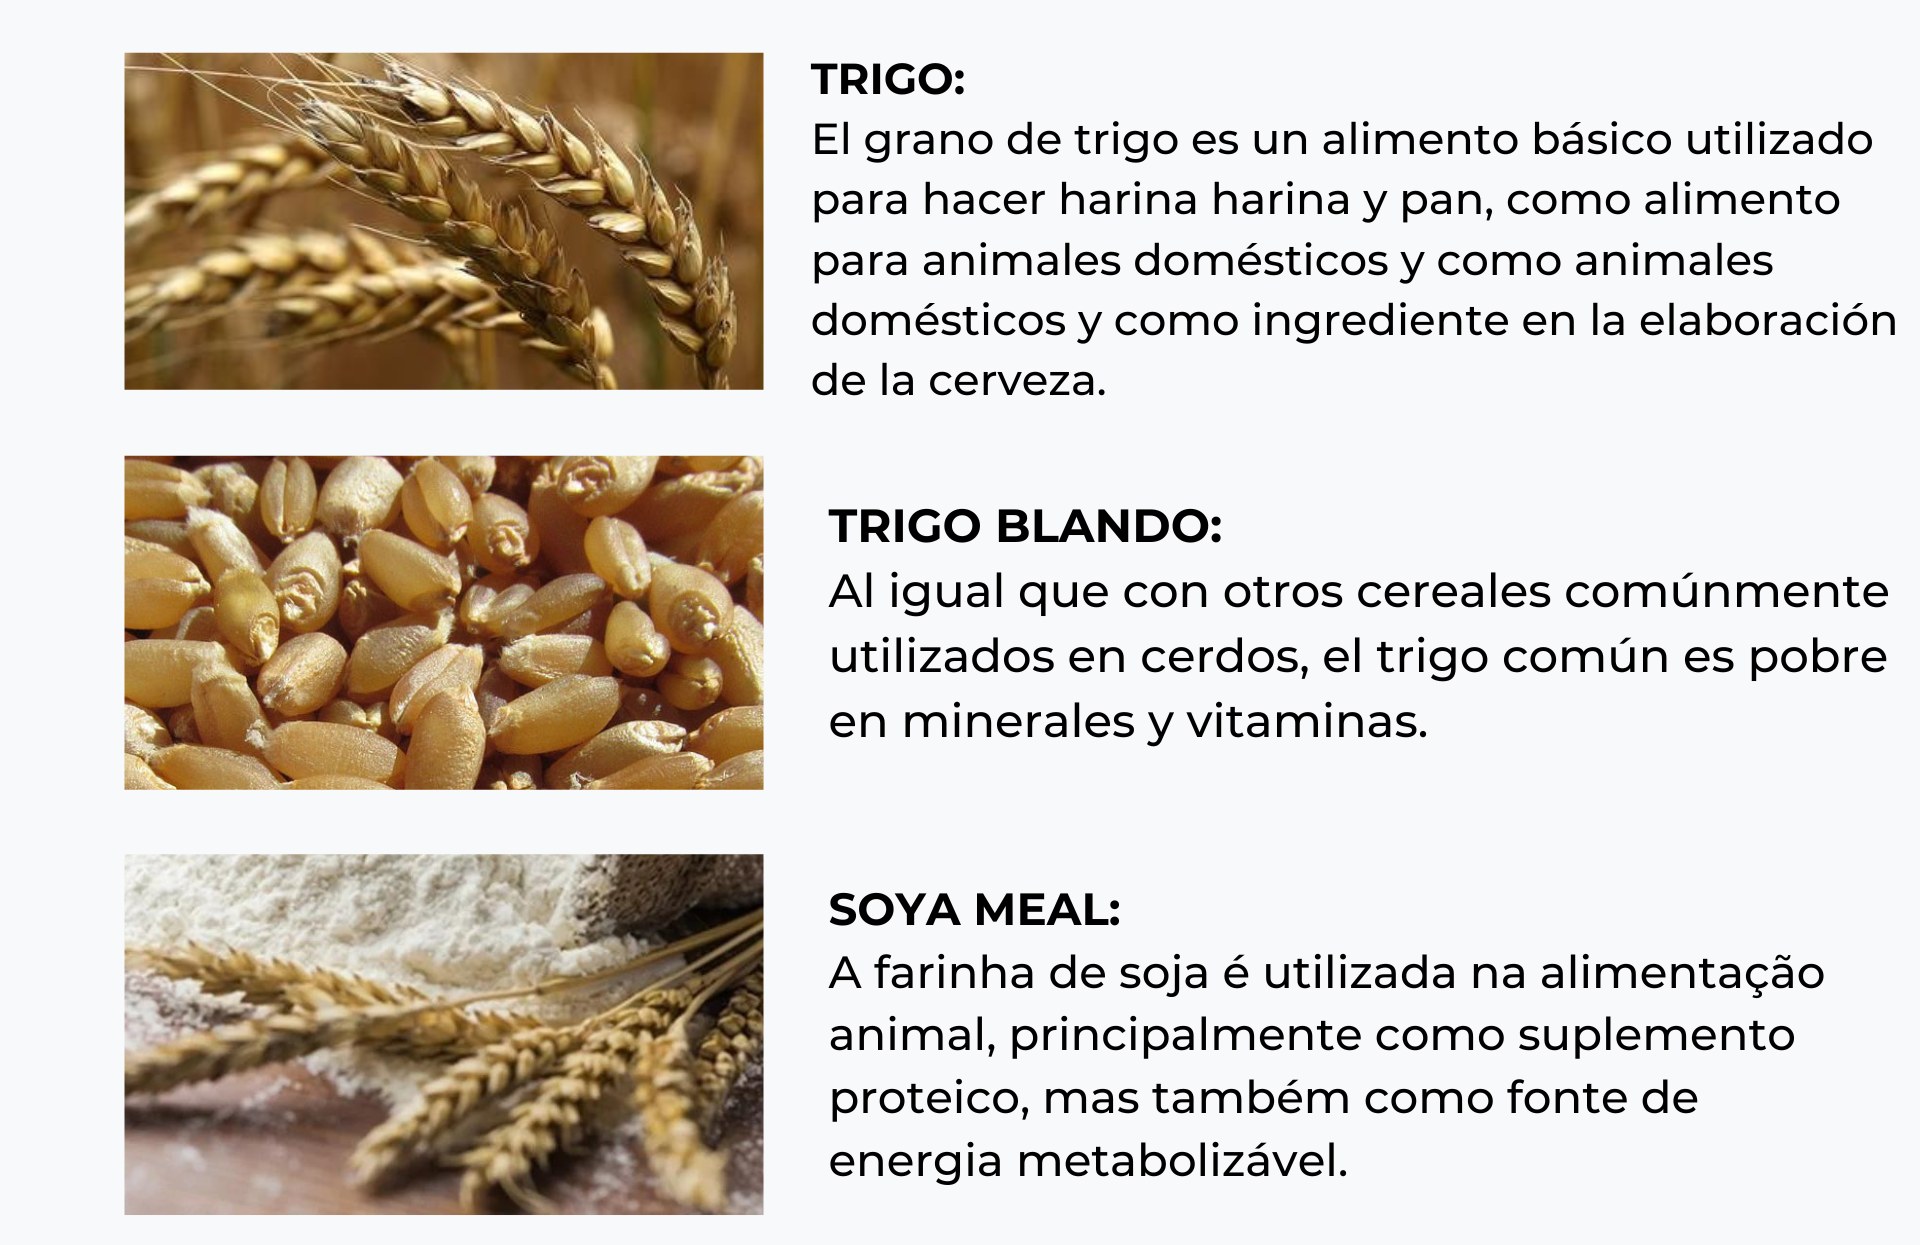 TRIGO:
El grano de trigo es un alimento básico utilizado
para hacer harina harina y pan, como alimento
para animales domésticos y como animales
domésticos y como ingrediente en la elaboración
de la cerveza.
TRIGO BLANDO:
Al igual que con otros cereales comúnmente
utilizados en cerdos, el trigo común es pobre
en minerales y vitaminas.
SOYA MEAL:
A farinha de soja é utilizada na alimentação
animal, principalmente como suplemento
proteico, mas também como fonte de
energia metabolizável.